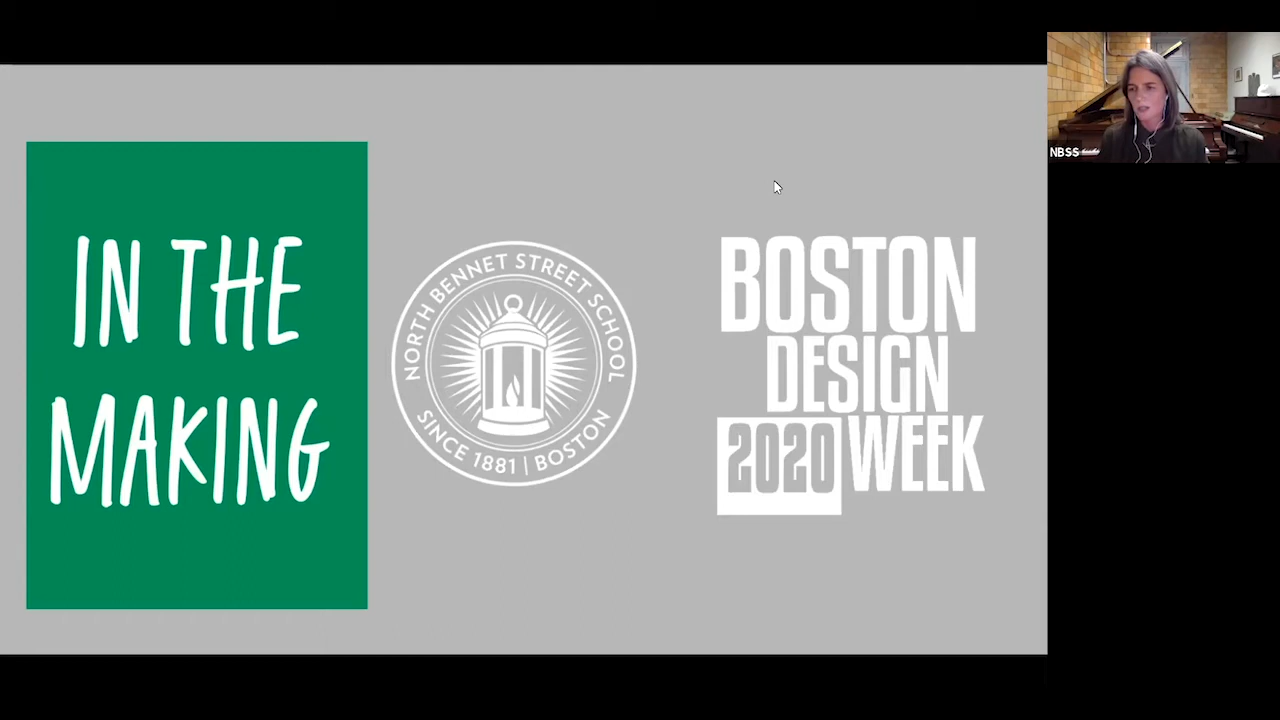 IN THE
MAKING
NORTH BENNET STREET SCHOOL
SINCE 1881 | BOSTON
BOSTON
DESIGN
2020 WEEK
NBSS